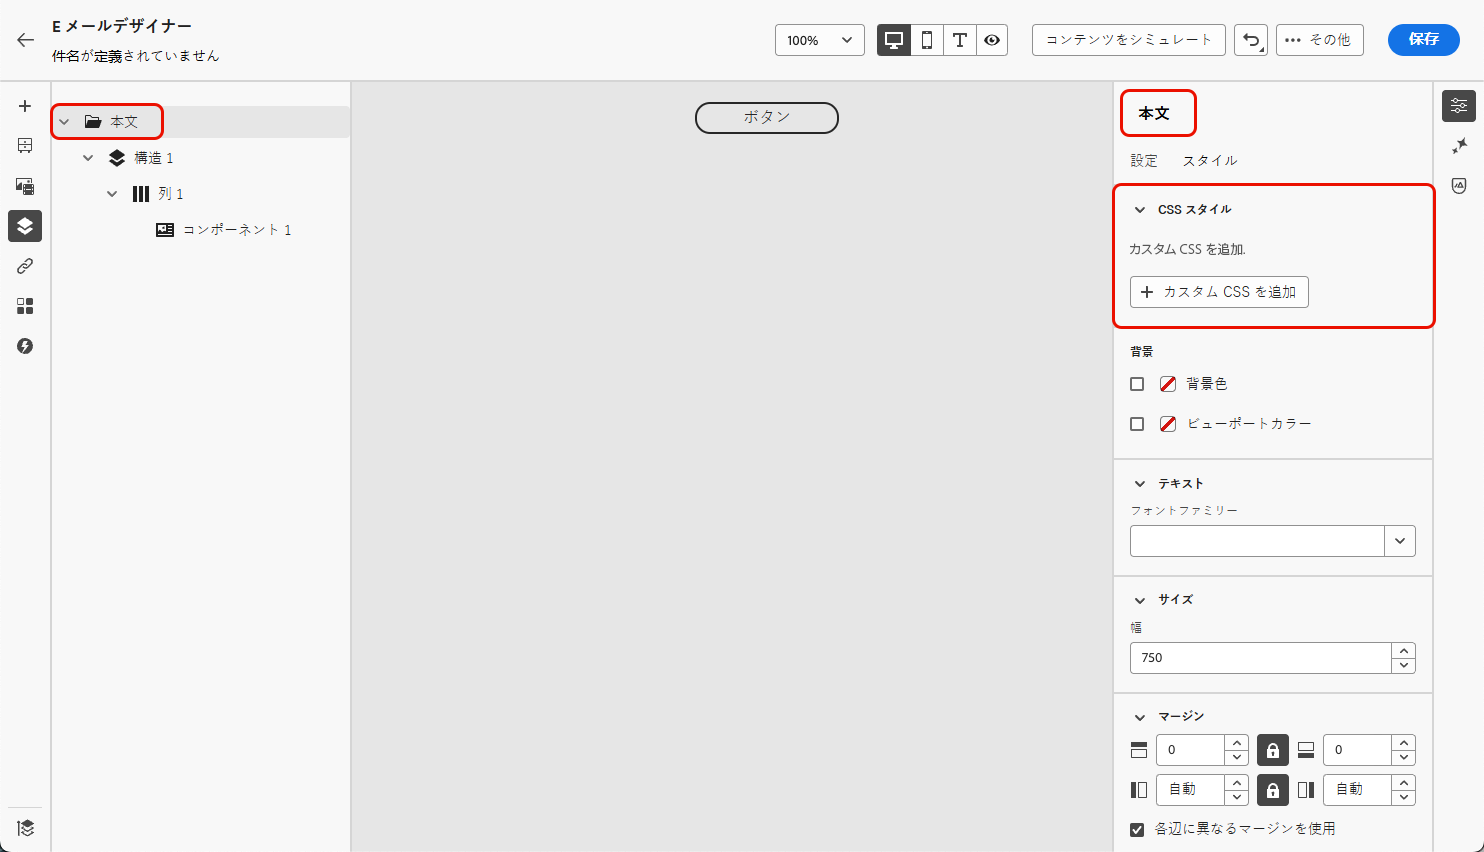 E メールデザイナー
件名が定義されていません
100%
コンテンツをシミュレート
その他
保存
本文
構造 1
列 1
コンポーネント 1
ボタン
本文
設定 スタイル
CSS スタイル
カスタム CSS を追加.
カスタム CSS を追加
背景
背景色
ビューポートカラー
テキスト
フォントファミリー
サイズ
幅
750
マージン
0 0
自動 自動
各辺に異なるマージンを使用